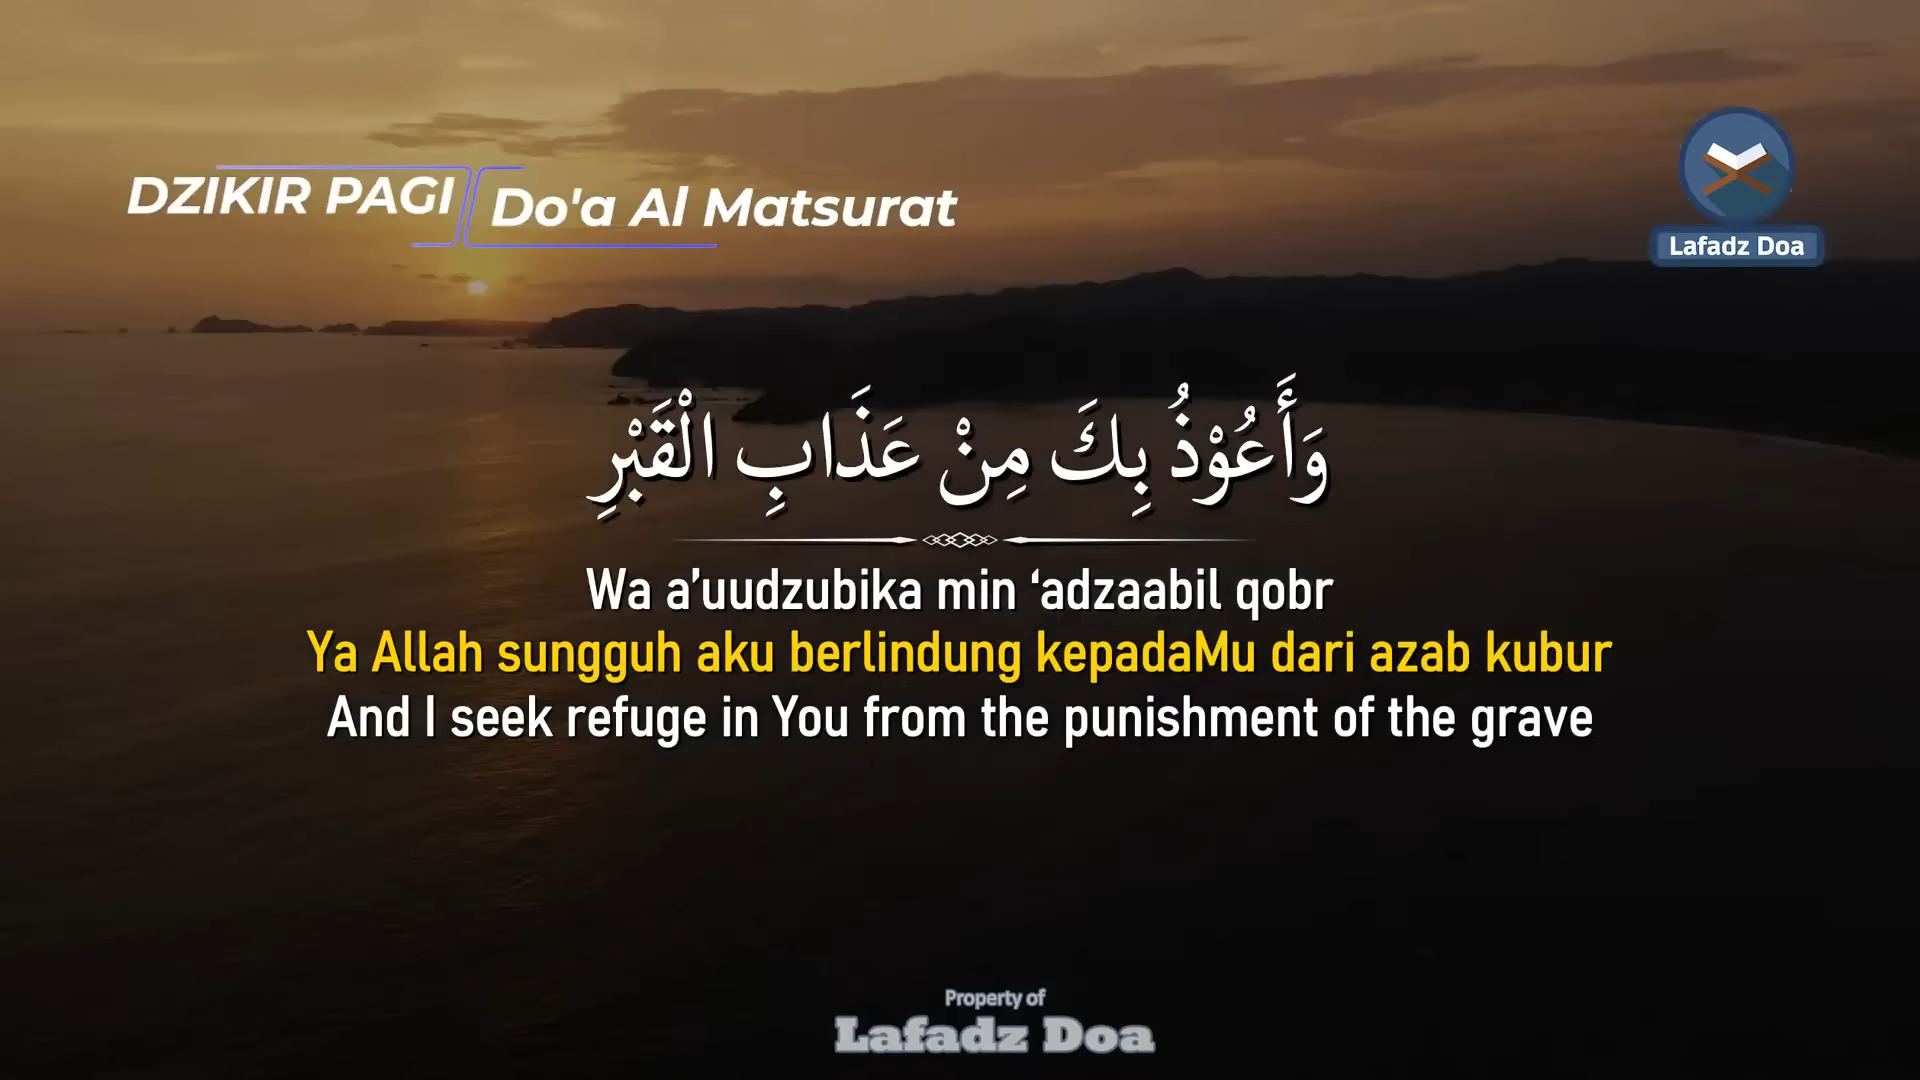 DZIKIR PAGI
Do'a Al Matsurat
Lafadz Doa
وَأَعُوْذُ بِكَ مِنْ عَذَابِ الْقَبْرِ
Wa a’uudzubika min ‘adzaabil qobr
Ya Allah sungguh aku berlindung kepadaMu dari azab kubur
And I seek refuge in You from the punishment of the grave
Property of
Lafadz Doa